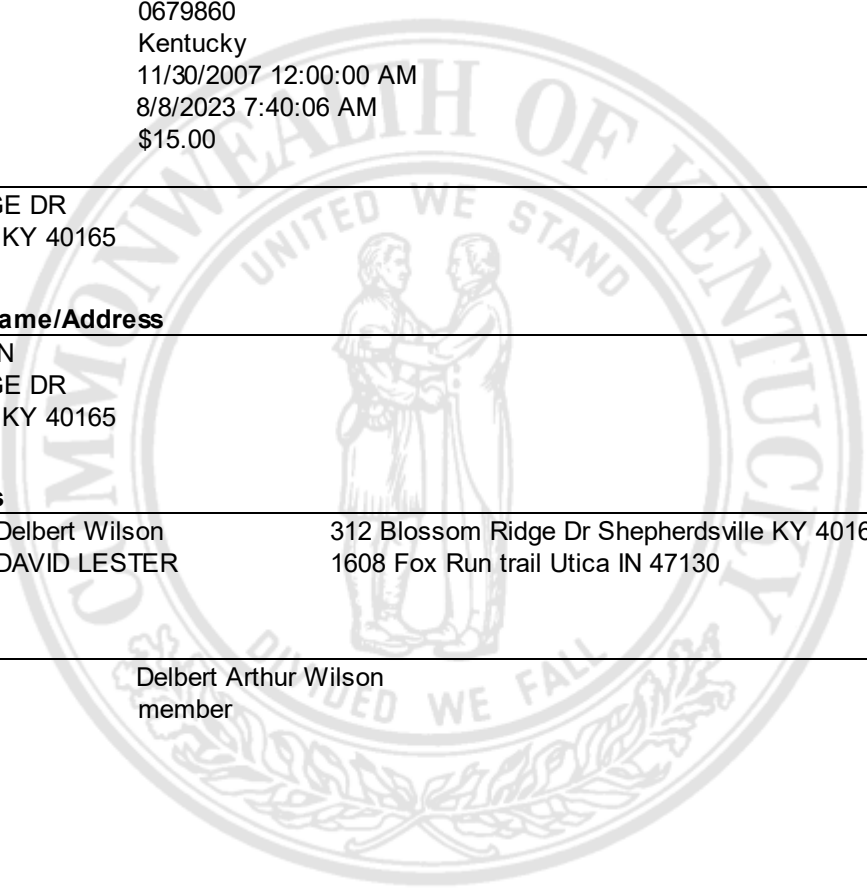 0679860
Kentucky
11/30/2007 12:00:00 AM
8/8/2023 7:40:06 AM
$15.00
GE DR
KY 40165
ame/Address
N
GE DR
KY 40165
s
Delbert Wilson 312 Blossom Ridge Dr Shepherdsville KY 4016
DAVID LESTER 1608 Fox Run trail Utica IN 47130
Delbert Arthur Wilson
member
COMMONWEALTH OF KENTUCKY
UNITED WE STAND
DIVIDED WE FALL